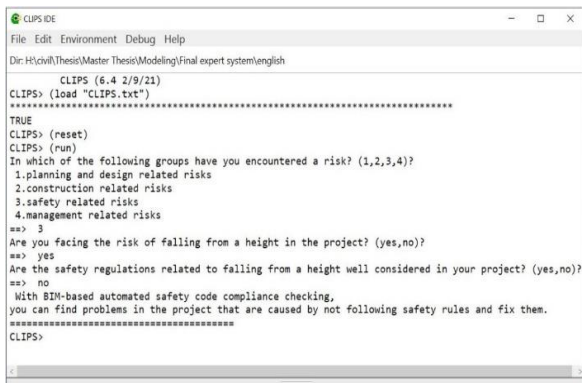 CLIPS IDE
File Edit Environment Debug Help
Dir: H:\civil\Thesis\Master Thesis\Modeling\Final expert system\english
CLIPS (6.4 2/9/21)
CLIPS> (load "CLIPS.txt")
******************************************************************************
TRUE
CLIPS> (reset)
CLIPS> (run)
In which of the following groups have you encountered a risk? (1,2,3,4)?
1.planning and design related risks
2.construction related risks
3.safety related risks
4.management related risks
==> 3
Are you facing the risk of falling from a height in the project? (yes,no)?
==> yes
Are the safety regulations related to falling from a height well considered in your project? (yes,no)?
==> no
With BIM-based automated safety code compliance checking,
you can find problems in the project that are caused by not following safety rules and fix them.
=======================================
CLIPS>